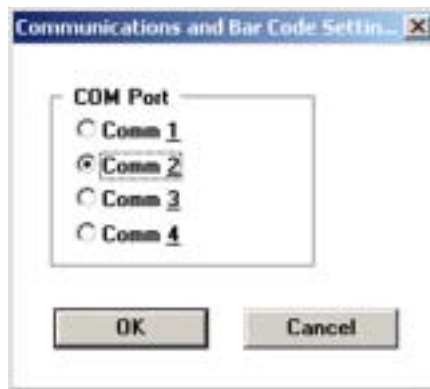 Communications and Bar Code Settin...
COM Port
Comm 1
Comm 2
Comm 3
Comm 4
OK
Cancel